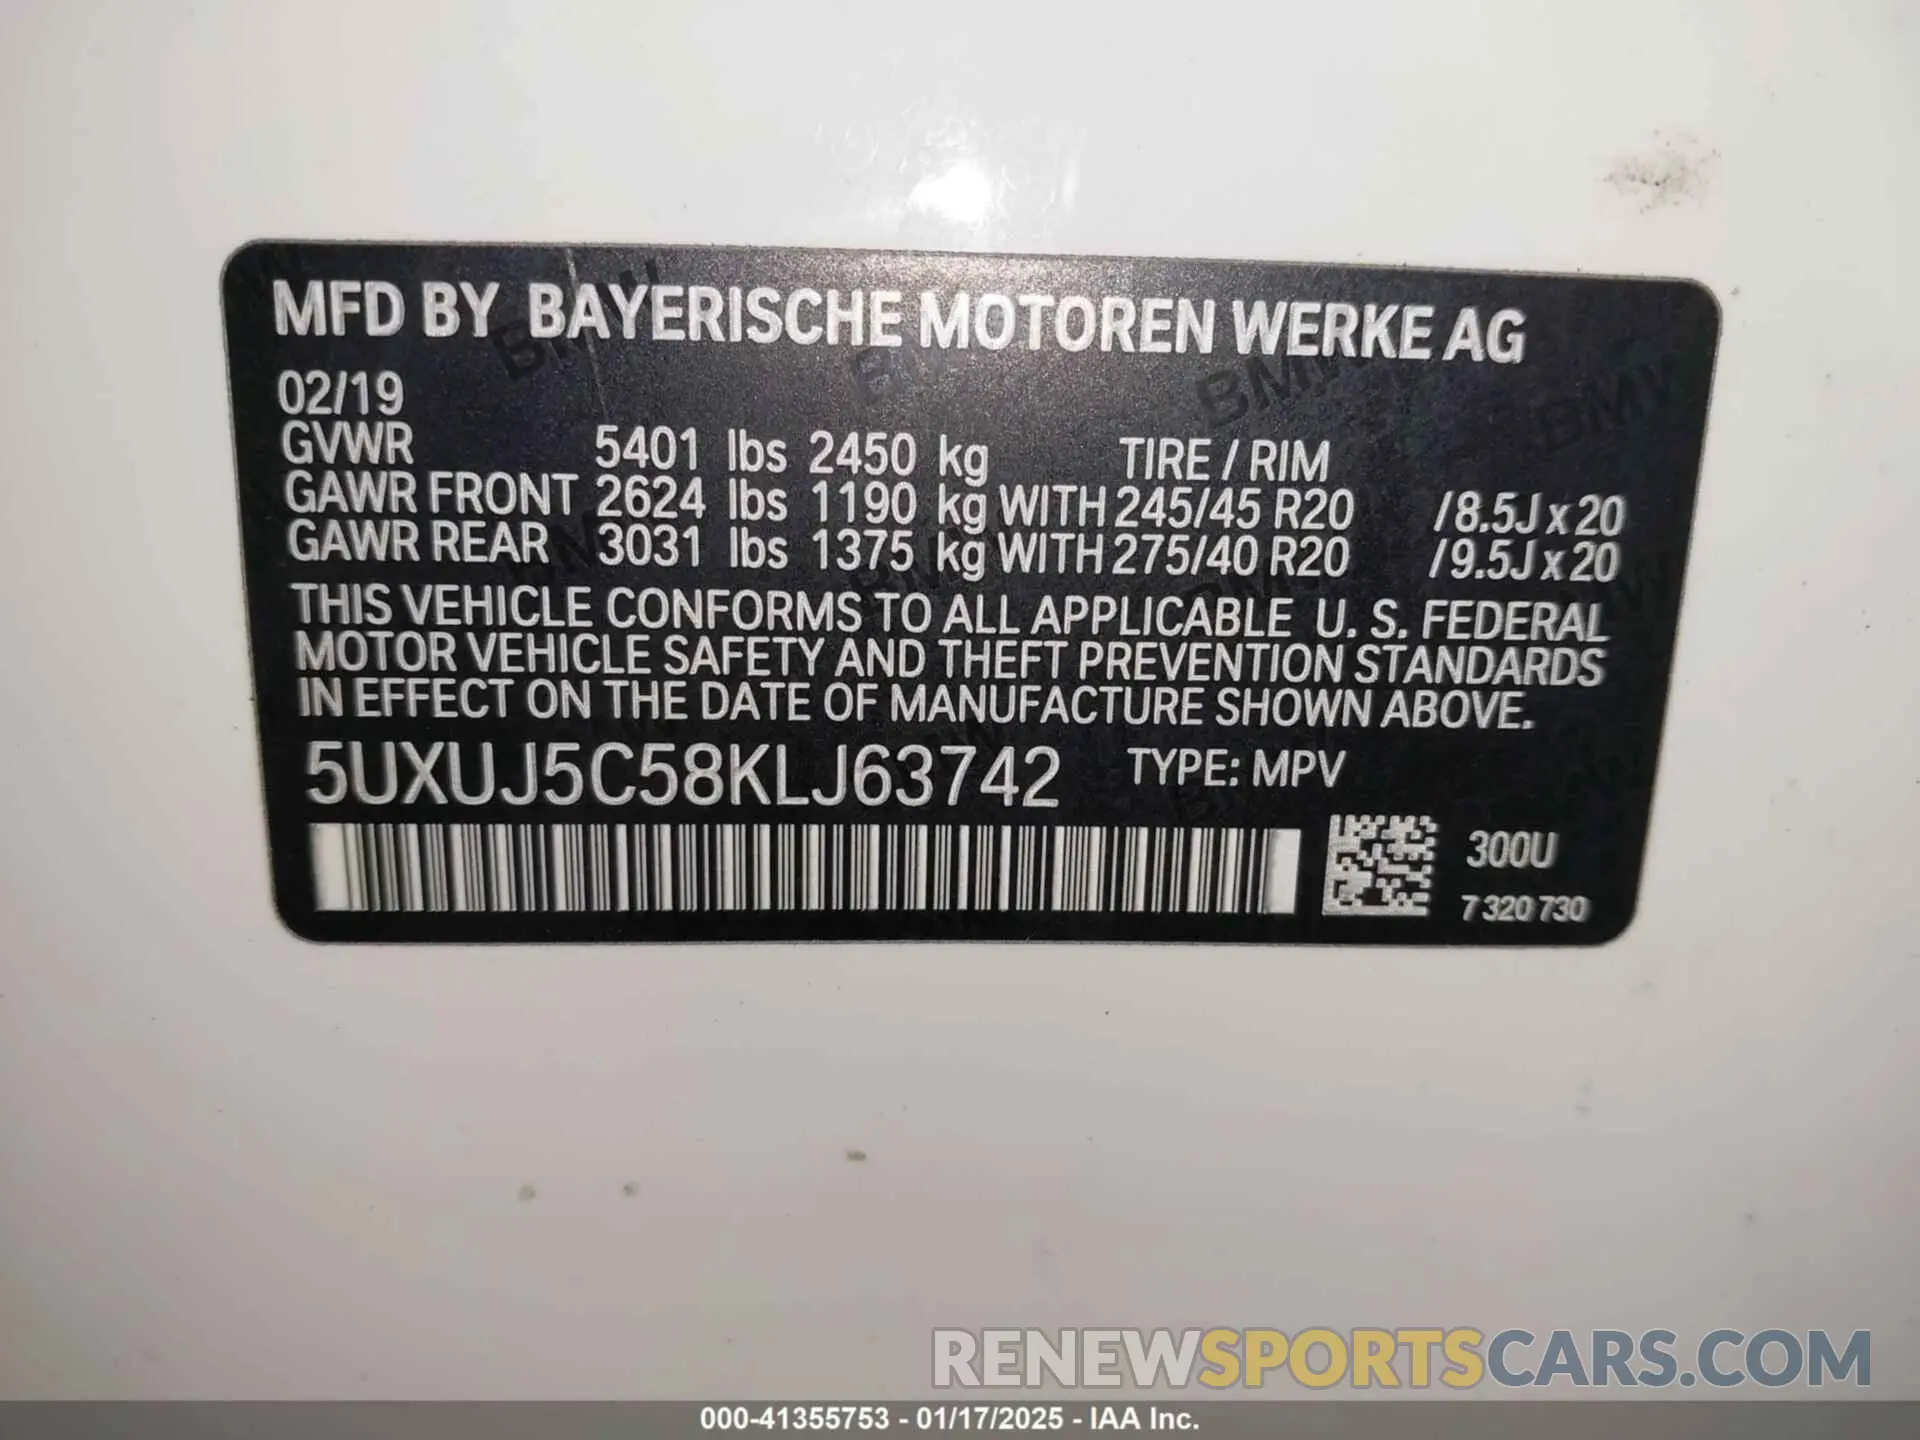 MFD BY BAYERISCHE MOTOREN WERKE AG
02/19
GVWR 5401 lbs 2450 kg TIRE / RIM
GAWR FRONT 2624 lbs 1190 kg WITH 245/45 R20 /8.5J x 20
GAWR REAR 3031 lbs 1375 kg WITH 275/40 R20 /9.5J x 20
THIS VEHICLE CONFORMS TO ALL APPLICABLE U. S. FEDERAL
MOTOR VEHICLE SAFETY AND THEFT PREVENTION STANDARDS
IN EFFECT ON THE DATE OF MANUFACTURE SHOWN ABOVE.
5UXUJ5C58KLJ63742 TYPE: MPV
300U
7 320 730
RENEWSPORTSCARS.COM
000-41355753 - 01/17/2025 - IAA Inc.